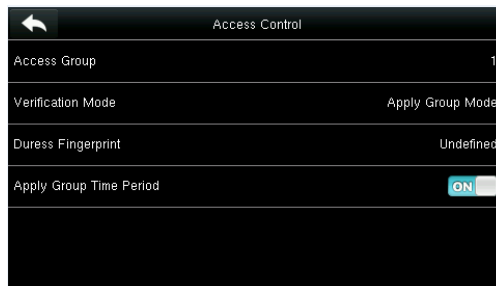 Access Control
Access Group 1
Verification Mode Apply Group Mode
Duress Fingerprint Undefined
Apply Group Time Period ON